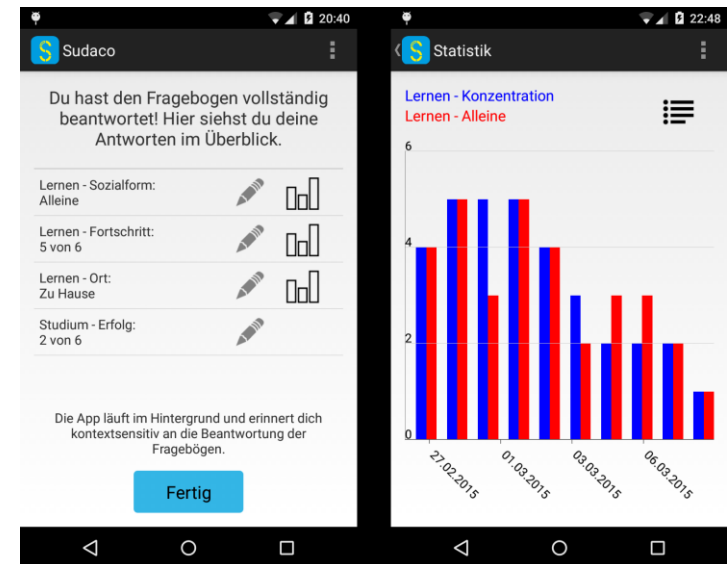 20:40
Sudaco
Du hast den Fragebogen vollständig
beantwortet! Hier siehst du deine
Antworten im Überblick.
Lernen - Sozialform:
Alleine
Lernen - Fortschritt:
5 von 6
Lernen - Ort:
Zu Hause
Studium - Erfolg:
2 von 6
Die App läuft im Hintergrund und erinnert dich
kontextsensitiv an die Beantwortung der
Fragebögen.
Fertig
22:48
Statistik
Lernen - Konzentration
Lernen - Alleine
6
4
2
0
27.02.2015
01.03.2015
03.03.2015
06.03.2015